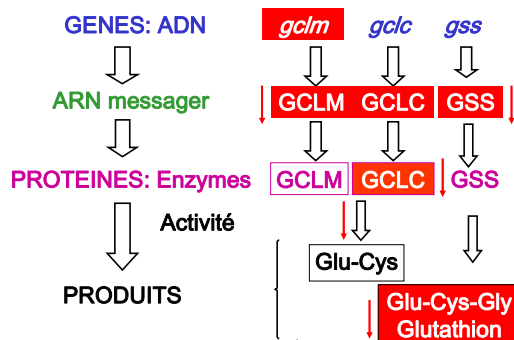 GENES: ADN gclm gclc gss
ARN messager GCLM GCLC GSS
PROTEINES: Enzymes GCLM GCLC GSS
Activité
Glu-Cys
PRODUITS
Glu-Cys-Gly
Glutathion